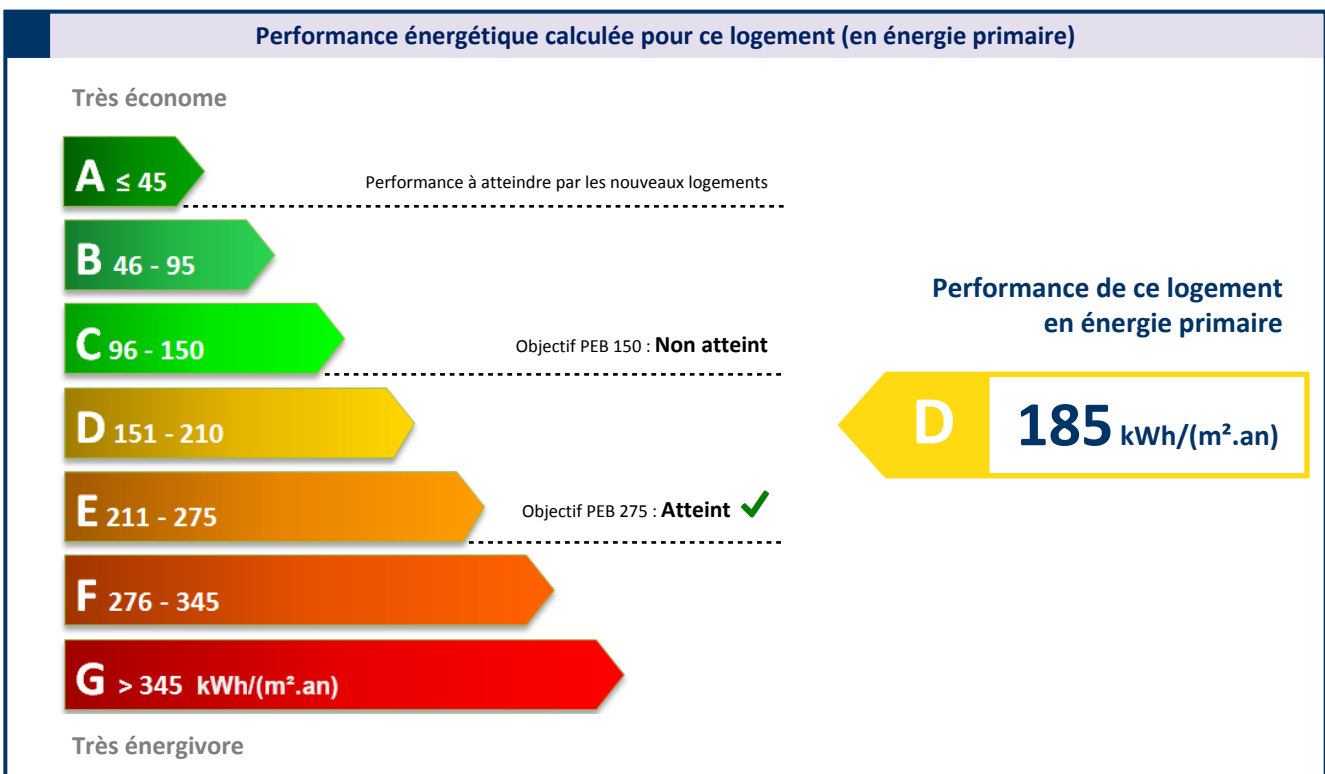 Performance énergétique calculée pour ce logement (en énergie primaire)
Très économe
A ≤ 45
Performance à atteindre par les nouveaux logements
B 46 - 95
C 96 - 150
Objectif PEB 150 : Non atteint
D 151 - 210
E 211 - 275
Objectif PEB 275 : Atteint
F 276 - 345
G > 345 kWh/(m².an)
Très énergivore
Performance de ce logement
en énergie primaire
D 185 kWh/(m².an)